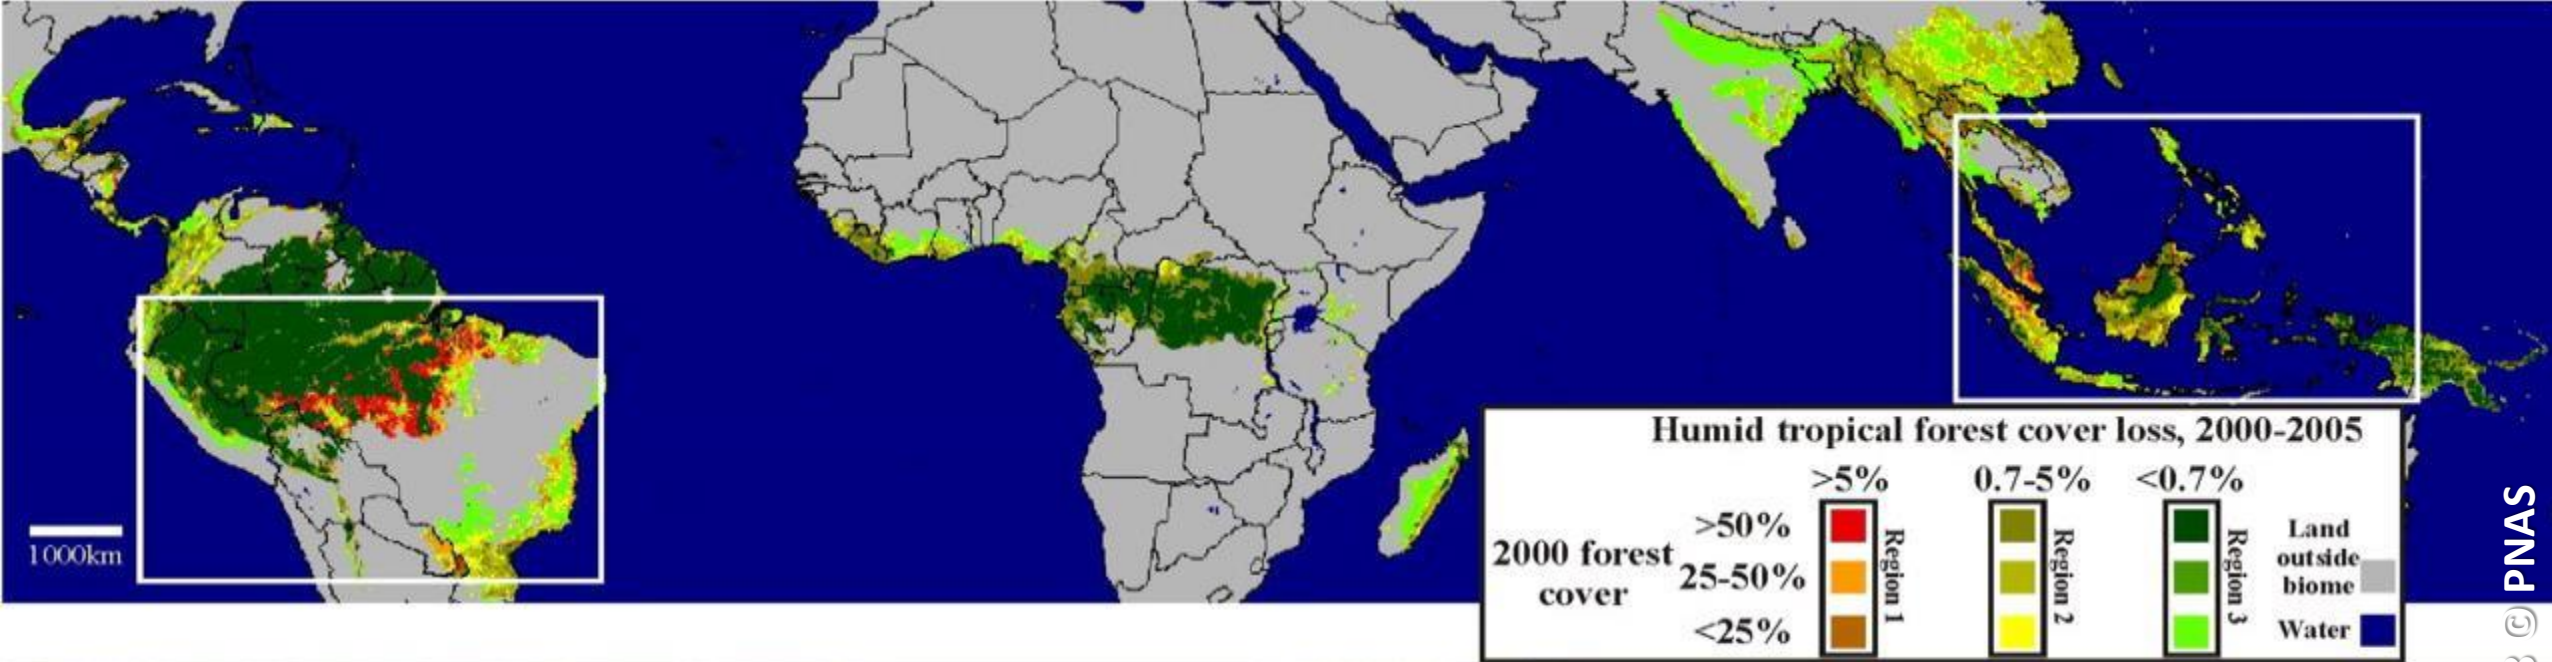 Humid tropical forest cover loss, 2000-2005
>5% 0.7-5% <0.7%
2000 forest
cover
>50%
25-50%
<25%
Region 1
Region 2
Region 3
Land
outside
biome
Water
1000km
© PNAS